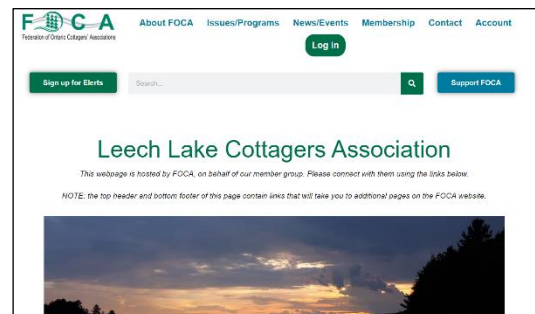 FOCA
Federation of Ontario Cottagers' Associations
About FOCA Issues/Programs News/Events Membership Contact Account
Log In
Sign up for Elerts Search... Support FOCA
Leech Lake Cottagers Association
This webpage is hosted by FOCA, on behalf of our member group. Please connect with them using the links below.
NOTE: the top header and bottom footer of this page contain links that will take you to additional pages on the FOCA website.